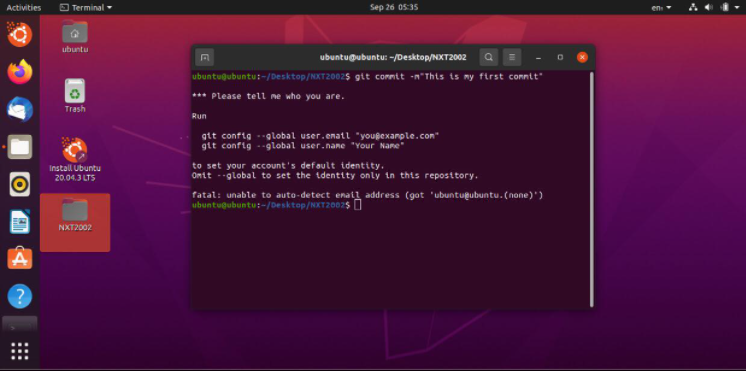 Activities
Terminal
Sep 26 05:35
en₁
ubuntu
Trash
Install Ubuntu
20.04.3 LTS
NXT2002
ubuntu@ubuntu: ~/Desktop/NXT2002
ubuntu@ubuntu:~/Desktop/NXT2002$ git commit -m"This is my first commit"
*** Please tell me who you are.
Run
git config --global user.email "you@example.com"
git config --global user.name "Your Name"
to set your account's default identity.
Omit --global to set the identity only in this repository.
fatal: unable to auto-detect email address (got 'ubuntu@ubuntu.(none)')
ubuntu@ubuntu:~/Desktop/NXT2002$